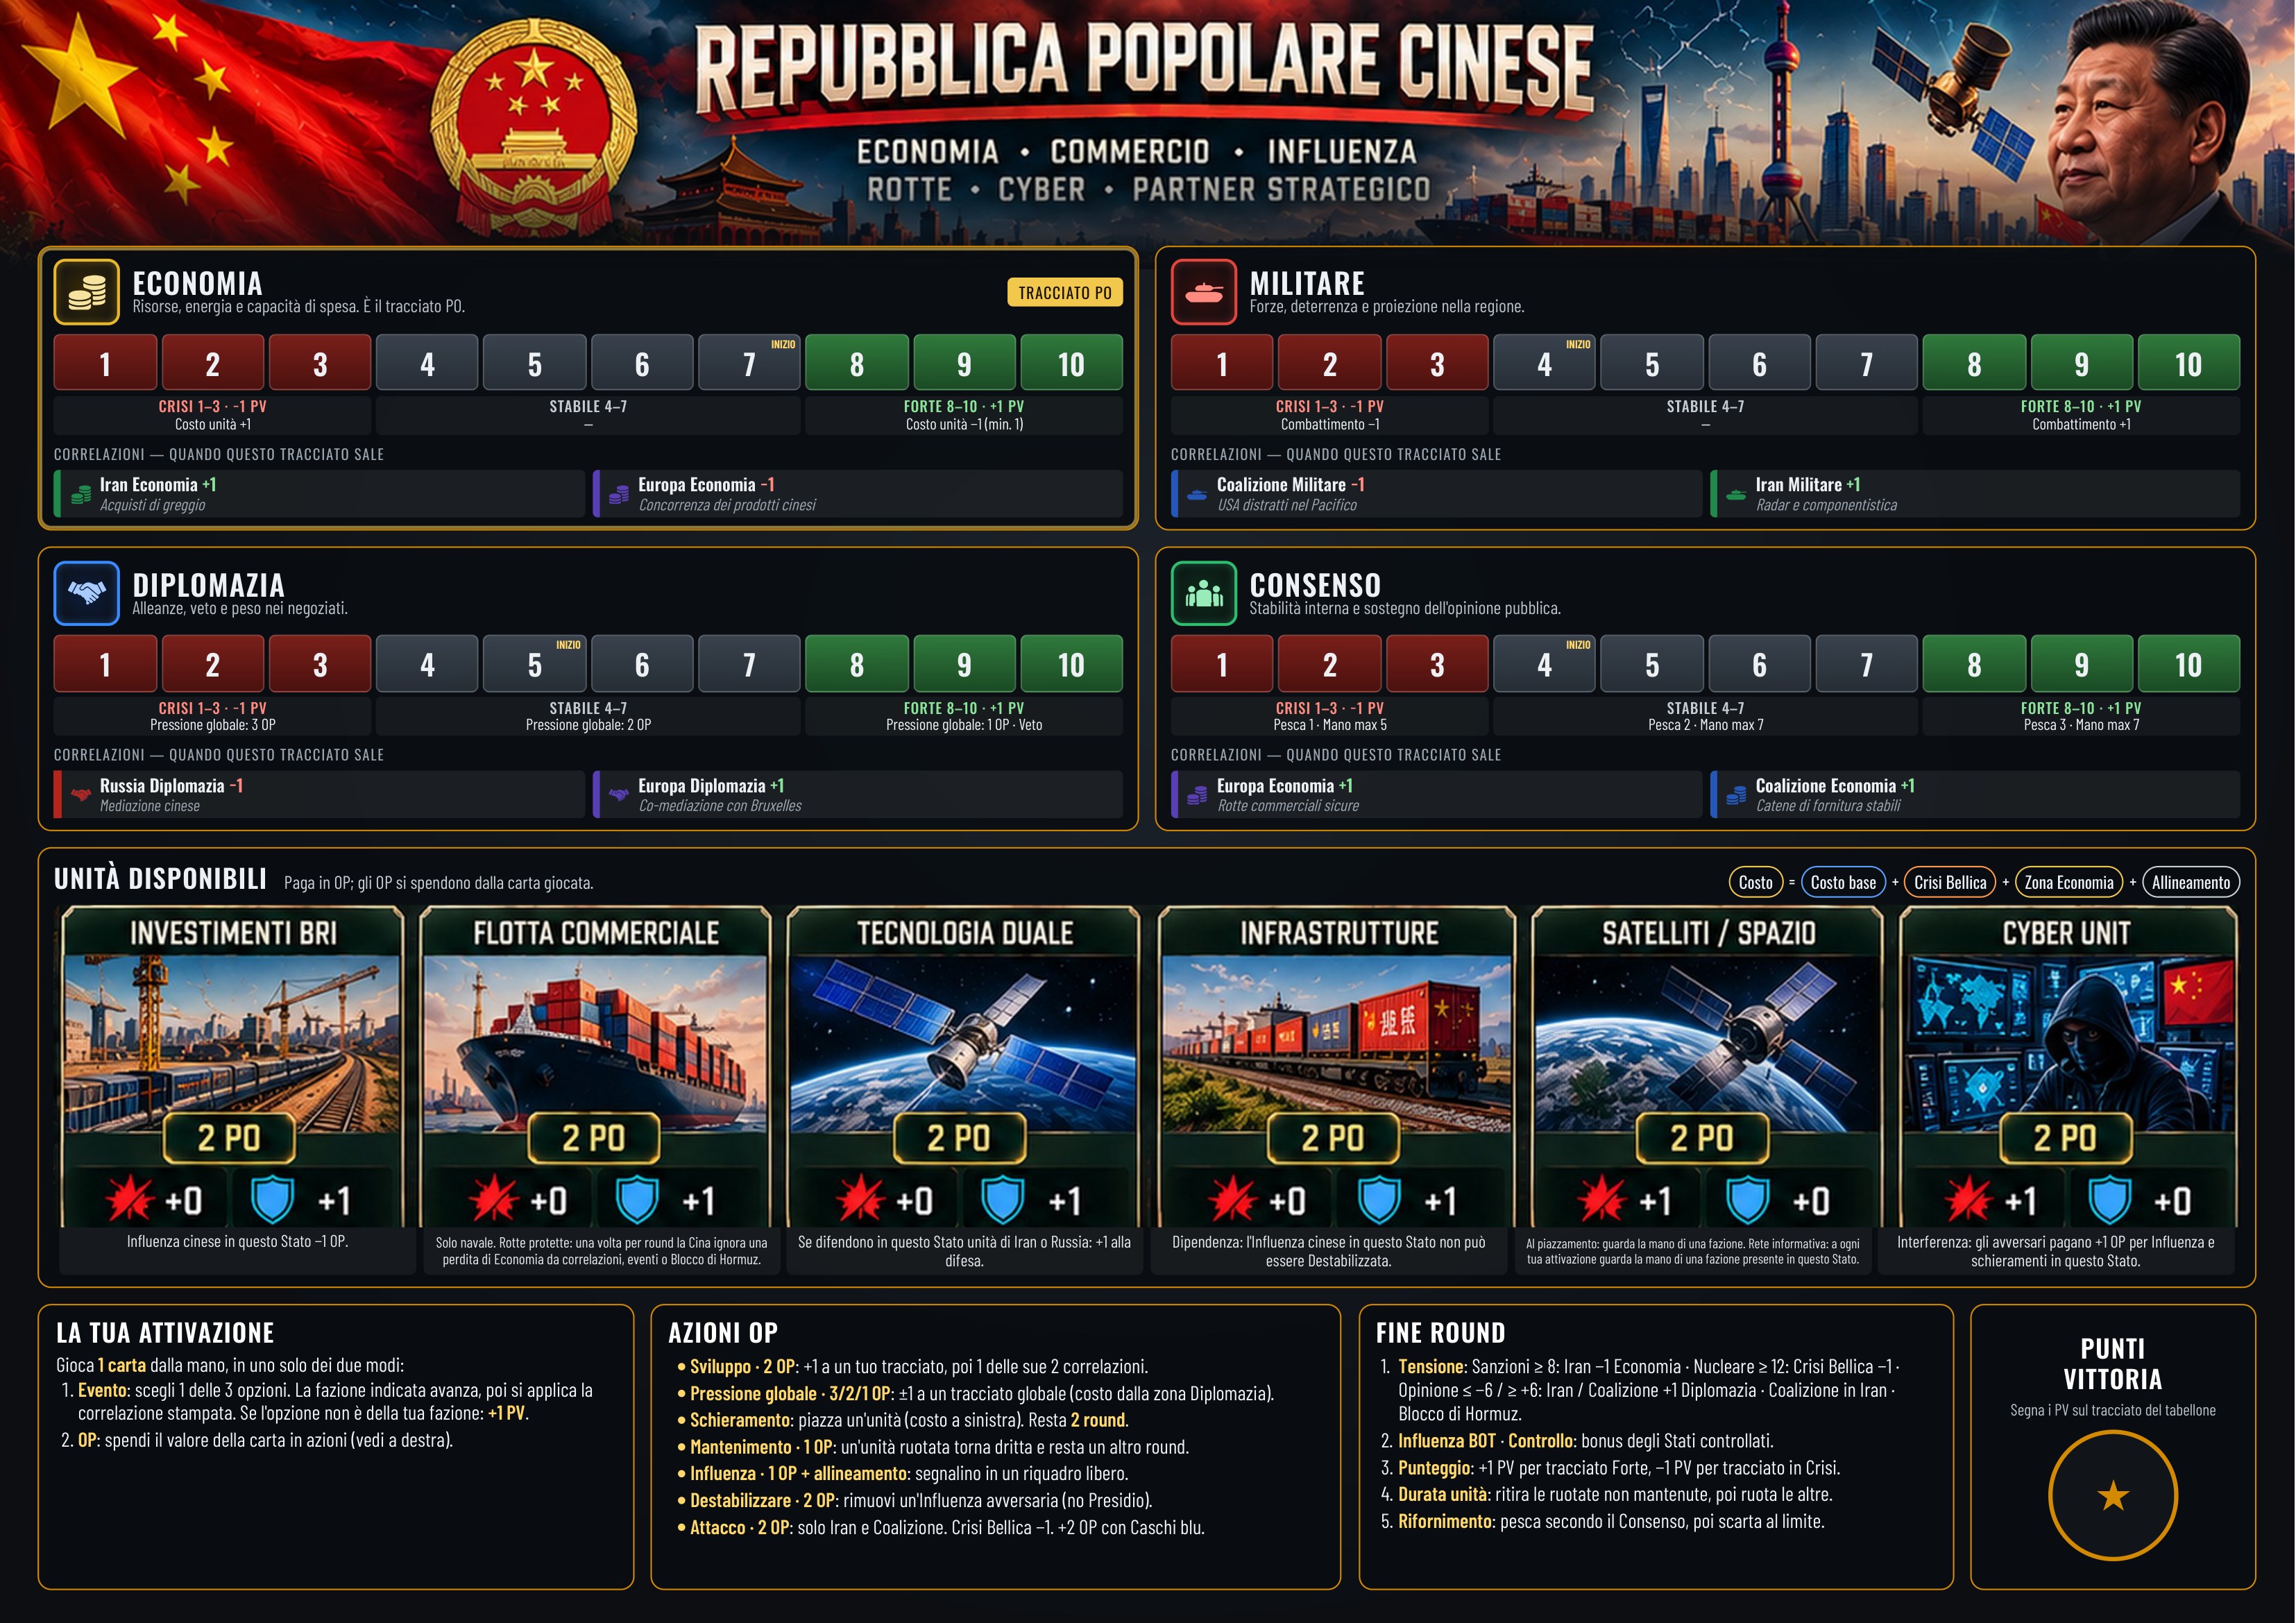 REPUBBLICA POPOLARE CINESE
ECONOMIA • COMMERCIO • INFLUENZA
ROTTE • CYBER • PARTNER STRATEGICO
ECONOMIA
Risorse, energia e capacità di spesa. È il tracciato PO.
TRACCIATO PO
1 2 3 4 5 6 7 INIZIO 8 9 10
CRISI 1–3 · −1 PV
Costo unità +1
STABILE 4–7
—
FORTE 8–10 · +1 PV
Costo unità −1 (min. 1)
CORRELAZIONI — QUANDO QUESTO TRACCIATO SALE
Iran Economia +1
Acquisti di greggio
Europa Economia −1
Concorrenza dei prodotti cinesi
MILITARE
Forze, deterrenza e proiezione nella regione.
1 2 3 4 INIZIO 5 6 7 8 9 10
CRISI 1–3 · −1 PV
Combattimento −1
STABILE 4–7
—
FORTE 8–10 · +1 PV
Combattimento +1
CORRELAZIONI — QUANDO QUESTO TRACCIATO SALE
Coalizione Militare −1
USA distratti nel Pacifico
Iran Militare +1
Radar e componentistica
DIPLOMAZIA
Alleanze, veto e peso nei negoziati.
1 2 3 4 5 INIZIO 6 7 8 9 10
CRISI 1–3 · −1 PV
Pressione globale: 3 OP
STABILE 4–7
Pressione globale: 2 OP
FORTE 8–10 · +1 PV
Pressione globale: 1 OP · Veto
CORRELAZIONI — QUANDO QUESTO TRACCIATO SALE
Russia Diplomazia −1
Mediazione cinese
Europa Diplomazia +1
Co-mediazione con Bruxelles
CONSENSO
Stabilità interna e sostegno dell'opinione pubblica.
1 2 3 4 INIZIO 5 6 7 8 9 10
CRISI 1–3 · −1 PV
Pesca 1 · Mano max 5
STABILE 4–7
Pesca 2 · Mano max 7
FORTE 8–10 · +1 PV
Pesca 3 · Mano max 7
CORRELAZIONI — QUANDO QUESTO TRACCIATO SALE
Europa Economia +1
Rotte commerciali sicure
Coalizione Economia +1
Catene di fornitura stabili
UNITÀ DISPONIBILI Paga in OP; gli OP si spendono dalla carta giocata.
Costo = Costo base + Crisi Bellica + Zona Economia + Allineamento
INVESTIMENTI BRI
2 PO
+0 +1
Influenza cinese in questo Stato −1 OP.
FLOTTA COMMERCIALE
2 PO
+0 +1
Solo navale. Rotte protette: una volta per round la Cina ignora una
perdita di Economia da correlazioni, eventi o Blocco di Hormuz.
TECNOLOGIA DUALE
2 PO
+0 +1
Se difendono in questo Stato unità di Iran o Russia: +1 alla
difesa.
INFRASTRUTTURE
2 PO
+0 +1
Dipendenza: l'Influenza cinese in questo Stato non può
essere Destabilizzata.
SATELLITI / SPAZIO
2 PO
+1 +0
Al piazzamento: guarda la mano di una fazione. Rete informativa: a ogni
tua attivazione guarda la mano di una fazione presente in questo Stato.
CYBER UNIT
2 PO
+1 +0
Interferenza: gli avversari pagano +1 OP per Influenza e
schieramenti in questo Stato.
LA TUA ATTIVAZIONE
Gioca 1 carta dalla mano, in uno solo dei due modi:
1. Evento: scegli 1 delle 3 opzioni. La fazione indicata avanza, poi si applica la
correlazione stampata. Se l'opzione non è della tua fazione: +1 PV.
2. OP: spendi il valore della carta in azioni (vedi a destra).
AZIONI OP
• Sviluppo · 2 OP: +1 a un tuo tracciato, poi 1 delle sue 2 correlazioni.
• Pressione globale · 3/2/1 OP: ±1 a un tracciato globale (costo dalla zona Diplomazia).
• Schieramento: piazza un'unità (costo a sinistra). Resta 2 round.
• Mantenimento · 1 OP: un'unità ruotata torna dritta e resta un altro round.
• Influenza · 1 OP + allineamento: segnalino in un riquadro libero.
• Destabilizzare · 2 OP: rimuovi un'Influenza avversaria (no Presidio).
• Attacco · 2 OP: solo Iran e Coalizione. Crisi Bellica −1. +2 OP con Caschi blu.
FINE ROUND
1. Tensione: Sanzioni ≥ 8: Iran −1 Economia · Nucleare ≥ 12: Crisi Bellica −1 ·
Opinione ≤ −6 / ≥ +6: Iran / Coalizione +1 Diplomazia · Coalizione in Iran ·
Blocco di Hormuz.
2. Influenza BOT · Controllo: bonus degli Stati controllati.
3. Punteggio: +1 PV per tracciato Forte, −1 PV per tracciato in Crisi.
4. Durata unità: ritira le ruotate non mantenute, poi ruota le altre.
5. Rifornimento: pesca secondo il Consenso, poi scarta al limite.
PUNTI
VITTORIA
Segna i PV sul tracciato del tabellone